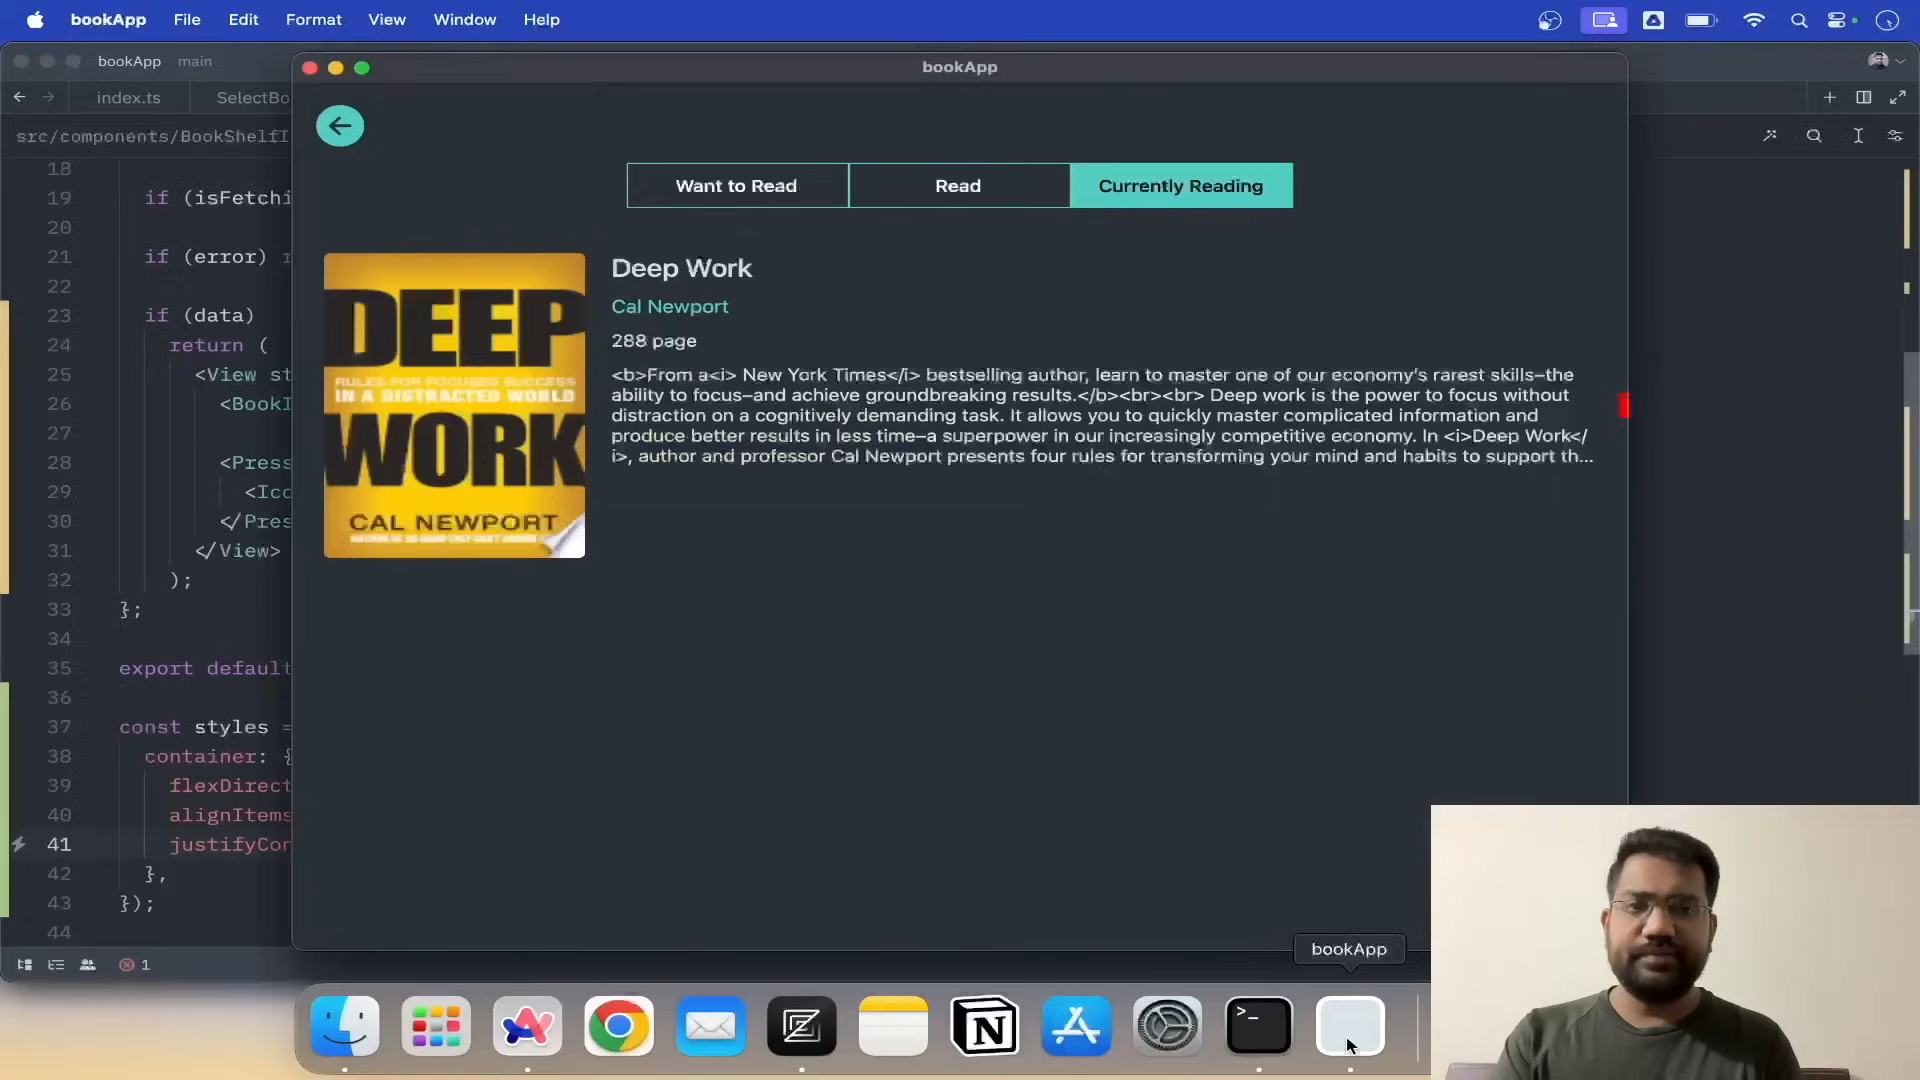 bookApp File Edit Format View Window Help
bookApp main
bookApp
index.ts SelectBo
src/components/BookShelfI
Want to Read Read Currently Reading
18
19 if (isFetchi
20
21 if (error) r
22
23 if (data)
24 return (
25 <View st
26 <BookI
27
28 <Press
29 <Ico
30 </Pres
31 </View>
32 );
33 };
34
35 export default
36
37 const styles =
38 container: {
39 flexDirect
40 alignItems
41 justifyCon
42 },
43 });
44
1
DEEP
RULES FOR FOCUSED SUCCESS
IN A DISTRACTED WORLD
WORK
CAL NEWPORT
Deep Work
Cal Newport
288 page
<b>From a<i> New York Times</i> bestselling author, learn to master one of our economy's rarest skills—the
ability to focus—and achieve groundbreaking results.</b><br><br> Deep work is the power to focus without
distraction on a cognitively demanding task. It allows you to quickly master complicated information and
produce better results in less time—a superpower in our increasingly competitive economy. In <i>Deep Work</
i>, author and professor Cal Newport presents four rules for transforming your mind and habits to support th...
bookApp